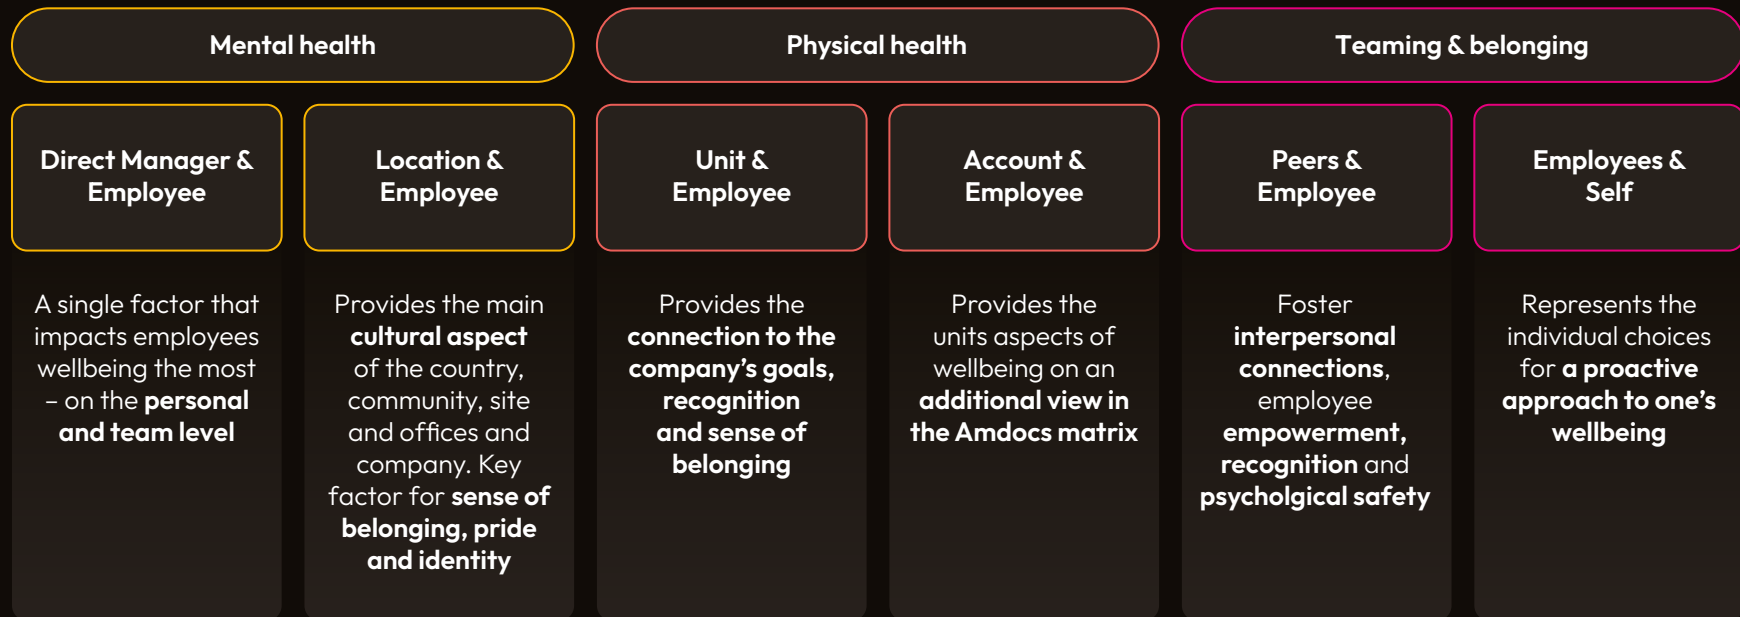 Mental health
Physical health
Teaming & belonging
Direct Manager &
Employee
Location &
Employee
Unit &
Employee
Account &
Employee
Peers &
Employee
Employees &
Self
A single factor that
impacts employees
wellbeing the most
– on the personal
and team level
Provides the main
cultural aspect
of the country,
community, site
and offices and
company. Key
factor for sense of
belonging, pride
and identity
Provides the
connection to the
company’s goals,
recognition
and sense of
belonging
Provides the
units aspects of
wellbeing on an
additional view in
the Amdocs matrix
Foster
interpersonal
connections,
employee
empowerment,
recognition and
psycholgical safety
Represents the
individual choices
for a proactive
approach to one’s
wellbeing